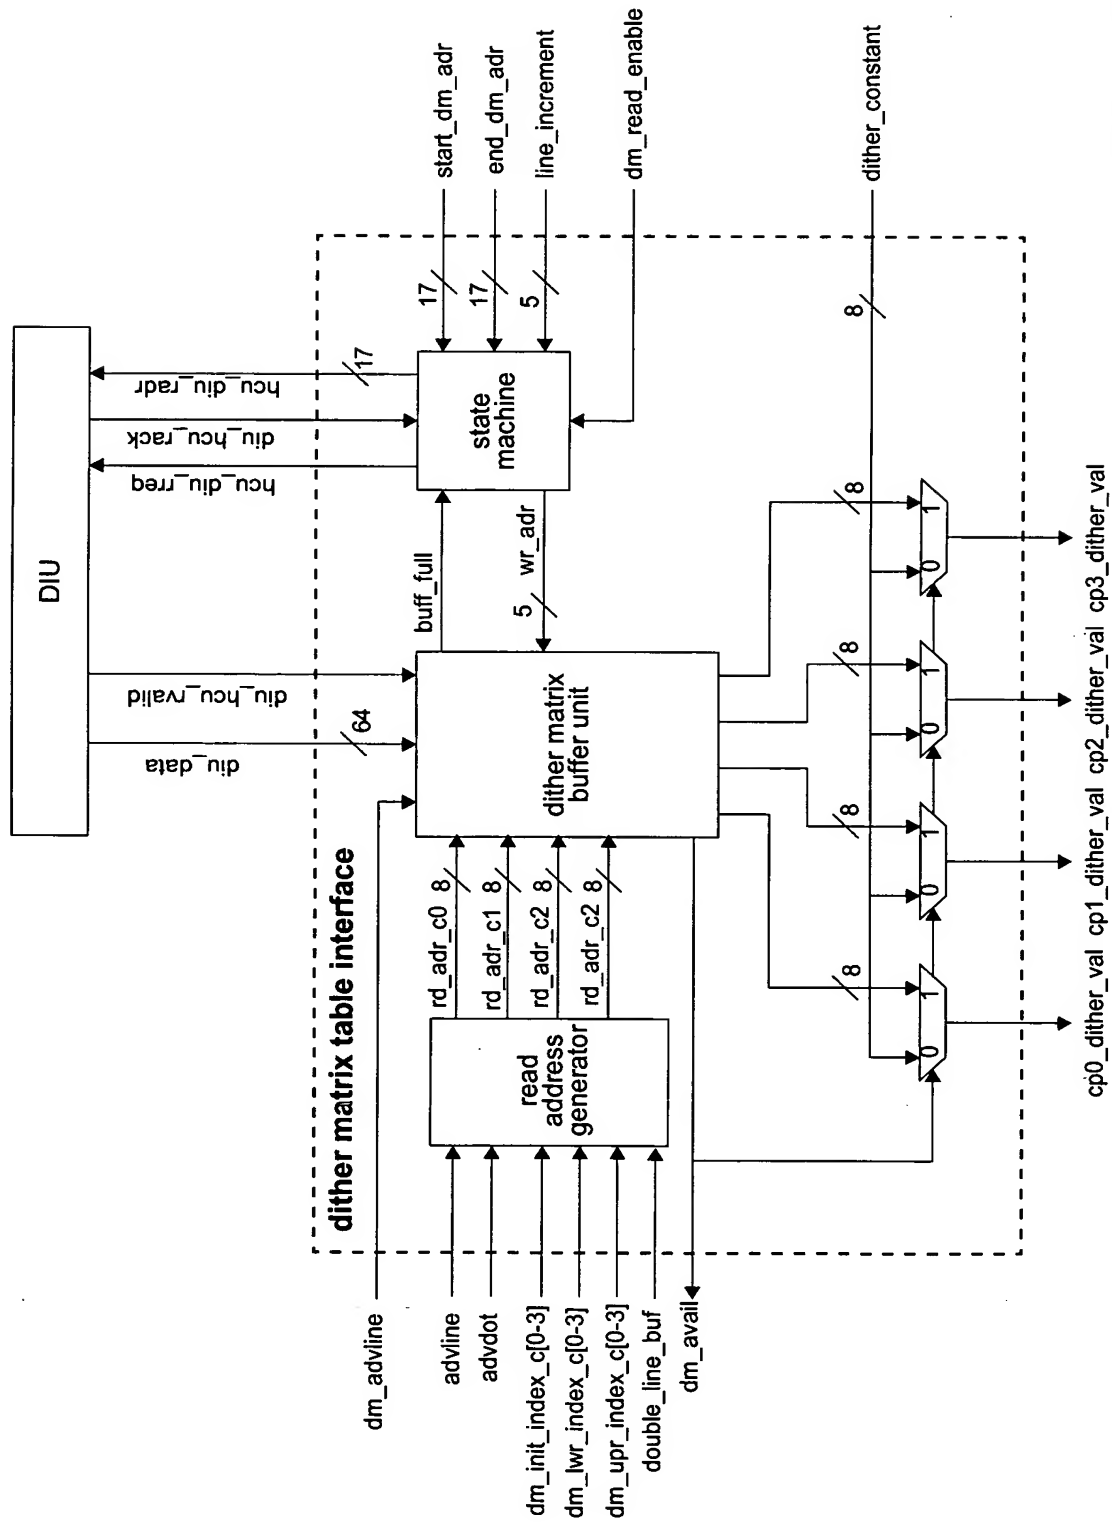 DIU
diu_data
64
diu_hcu_rvalid
hcu_diu_rreq
diu_hcu_rack
hcu_diu_radr
17
dither matrix table interface
dm_advline
advline
advdot
dm_init_index_c[0-3]
dm_lwr_index_c[0-3]
dm_upr_index_c[0-3]
double_line_buf
dm_avail
read
address
generator
rd_adr_c0
8
rd_adr_c1
8
rd_adr_c2
8
rd_adr_c2
8
dither matrix
buffer unit
buff_full
wr_adr
5
state
machine
17
start_dm_adr
17
end_dm_adr
5
line_increment
dm_read_enable
8
dither_constant
8
8
8
8
0 1
0 1
0 1
0 1
cp0_dither_val cp1_dither_val cp2_dither_val cp3_dither_val